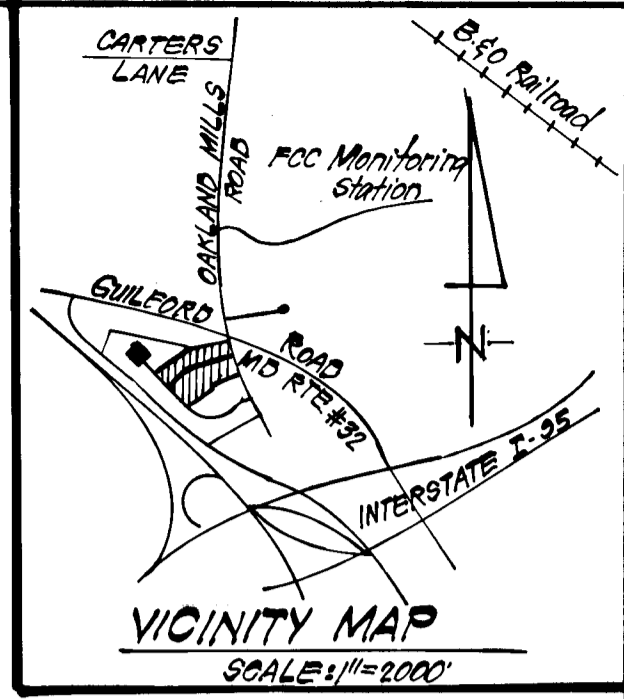 CARTERS
LANE
B.&O Railroad
OAKLAND MILLS
ROAD
FCC Monitoring
Station
GUILFORD
ROAD
MD RTE #32
N
INTERSTATE I-95
VICINITY MAP
SCALE: 1"=2000'